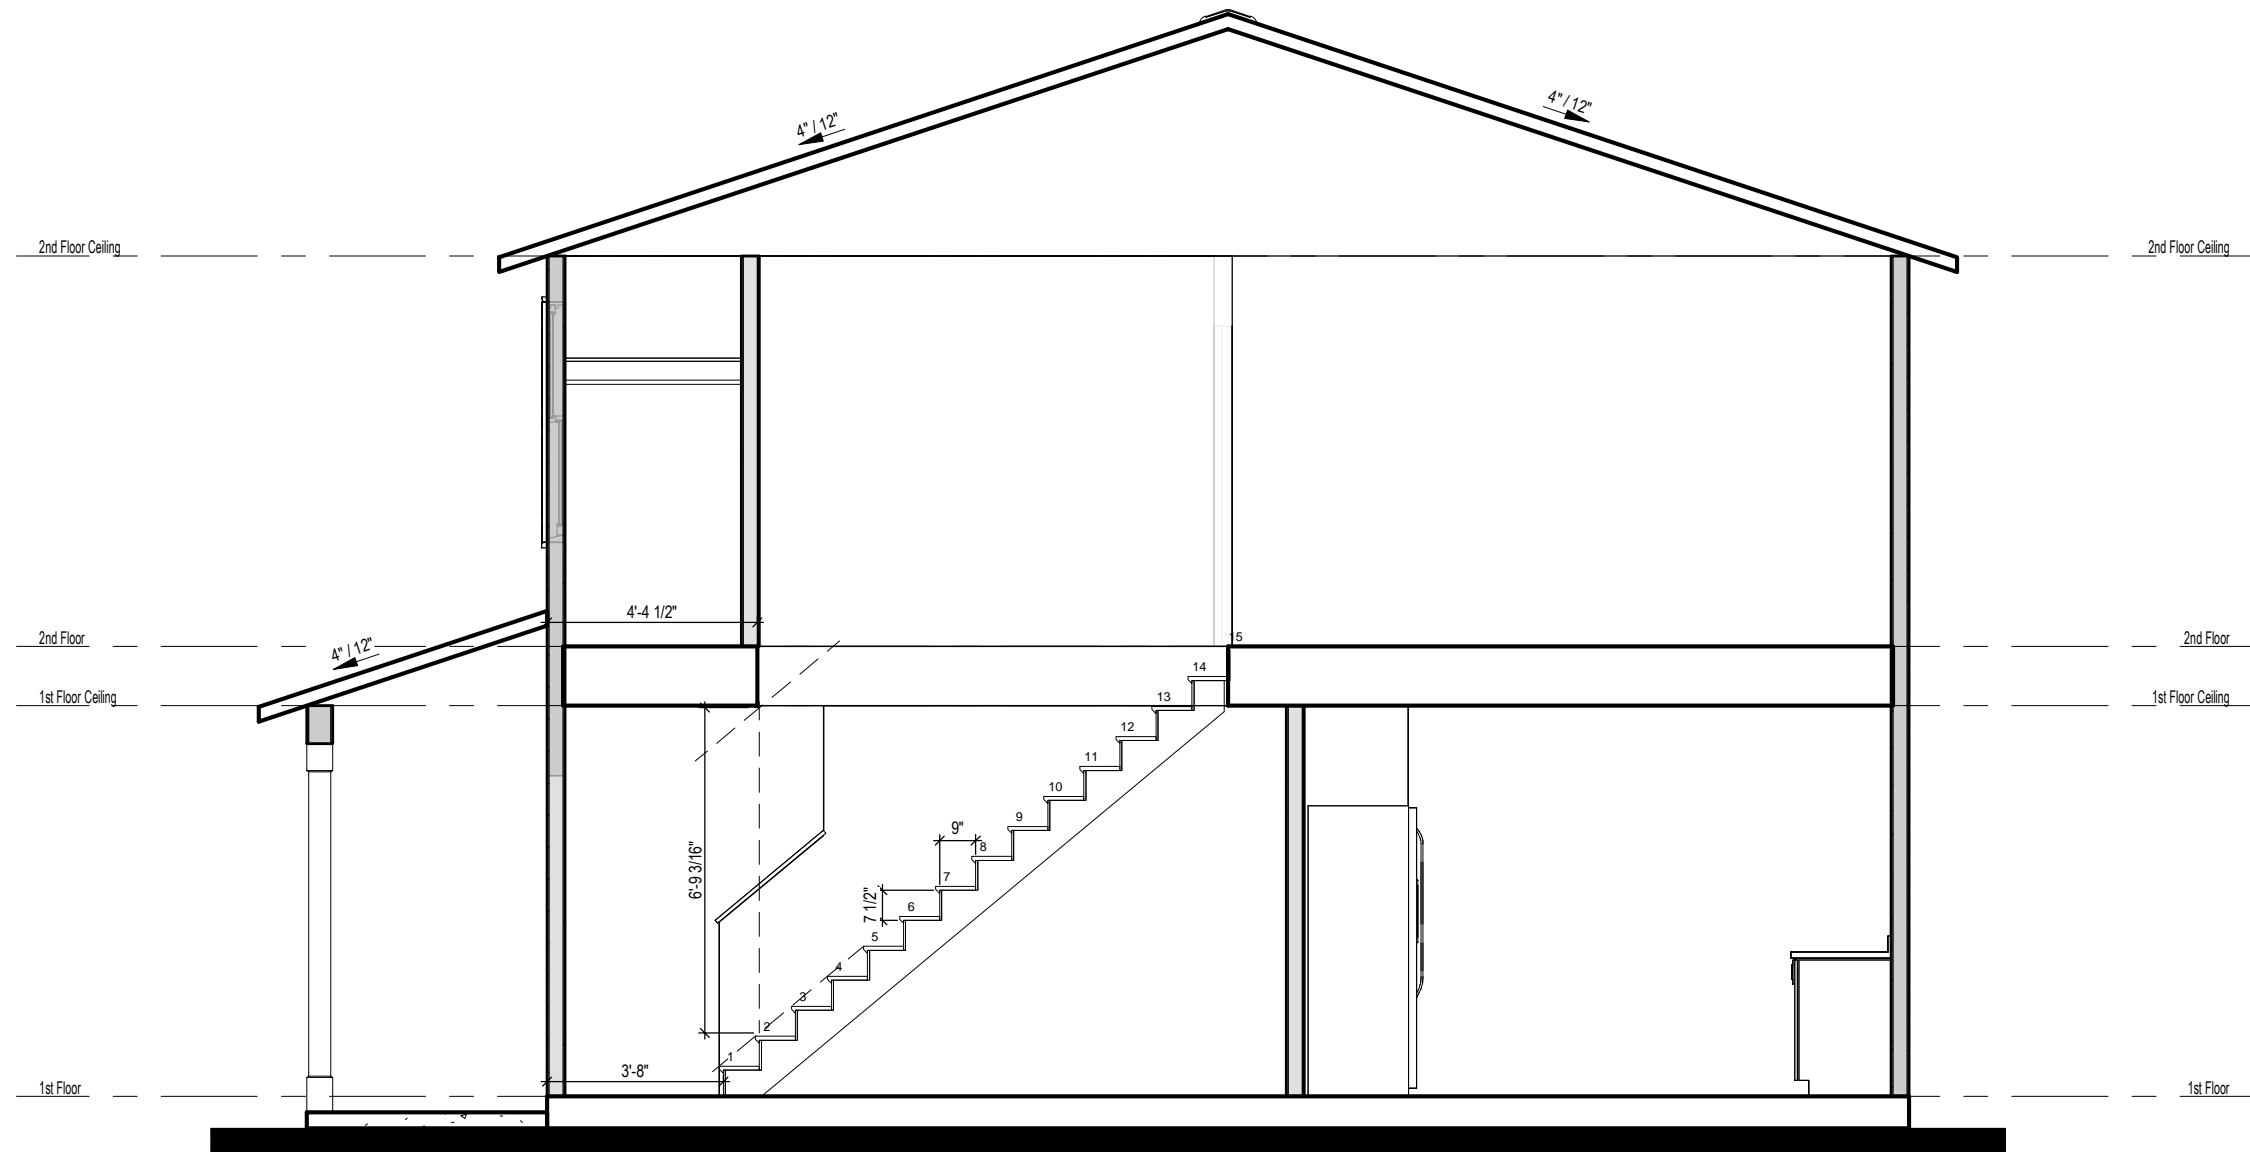 4" / 12"
4" / 12"
2nd Floor Ceiling
2nd Floor Ceiling
4'-4 1/2"
2nd Floor
15
2nd Floor
4" / 12"
14
1st Floor Ceiling
13
1st Floor Ceiling
12
11
10
9
9"
8
6'-9 3/16"
7
7 1/2"
6
5
4
3
2
1
3'-8"
1st Floor
1st Floor